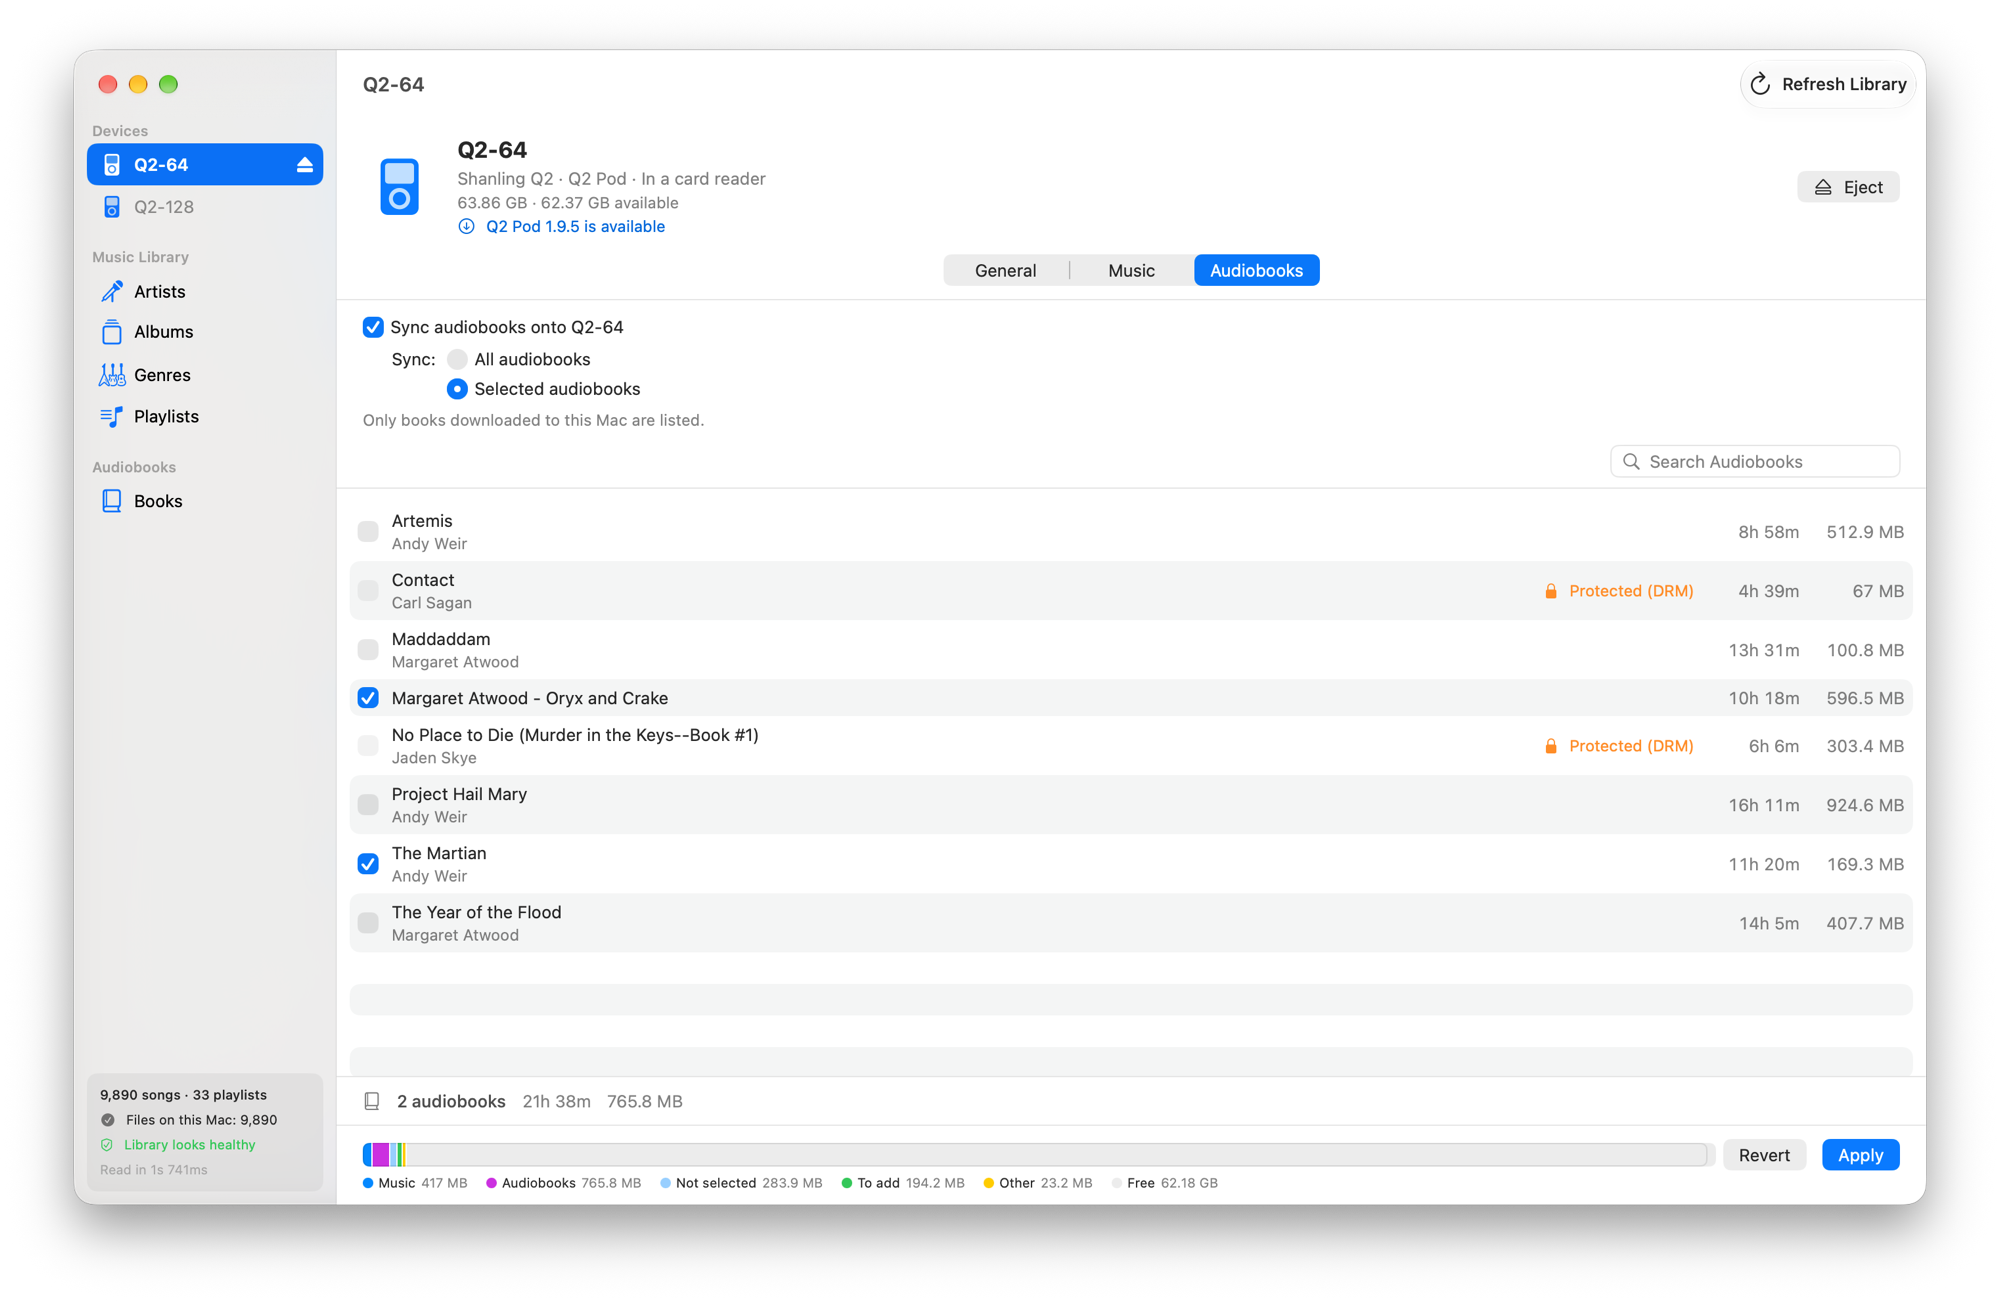 Q2-64
Refresh Library
Devices
Q2-64
Q2-128
Music Library
Artists
Albums
Genres
Playlists
Audiobooks
Books
9,890 songs · 33 playlists
Files on this Mac: 9,890
Library looks healthy
Read in 1s 741ms
Q2-64
Shanling Q2 · Q2 Pod · In a card reader
63.86 GB · 62.37 GB available
Q2 Pod 1.9.5 is available
Eject
General Music Audiobooks
Sync audiobooks onto Q2-64
Sync: All audiobooks
Selected audiobooks
Only books downloaded to this Mac are listed.
Search Audiobooks
Artemis
Andy Weir
8h 58m 512.9 MB
Contact
Carl Sagan
Protected (DRM) 4h 39m 67 MB
Maddaddam
Margaret Atwood
13h 31m 100.8 MB
Margaret Atwood - Oryx and Crake 10h 18m 596.5 MB
No Place to Die (Murder in the Keys--Book #1)
Jaden Skye
Protected (DRM) 6h 6m 303.4 MB
Project Hail Mary
Andy Weir
16h 11m 924.6 MB
The Martian
Andy Weir
11h 20m 169.3 MB
The Year of the Flood
Margaret Atwood
14h 5m 407.7 MB
2 audiobooks 21h 38m 765.8 MB
Revert Apply
Music 417 MB Audiobooks 765.8 MB Not selected 283.9 MB To add 194.2 MB Other 23.2 MB Free 62.18 GB